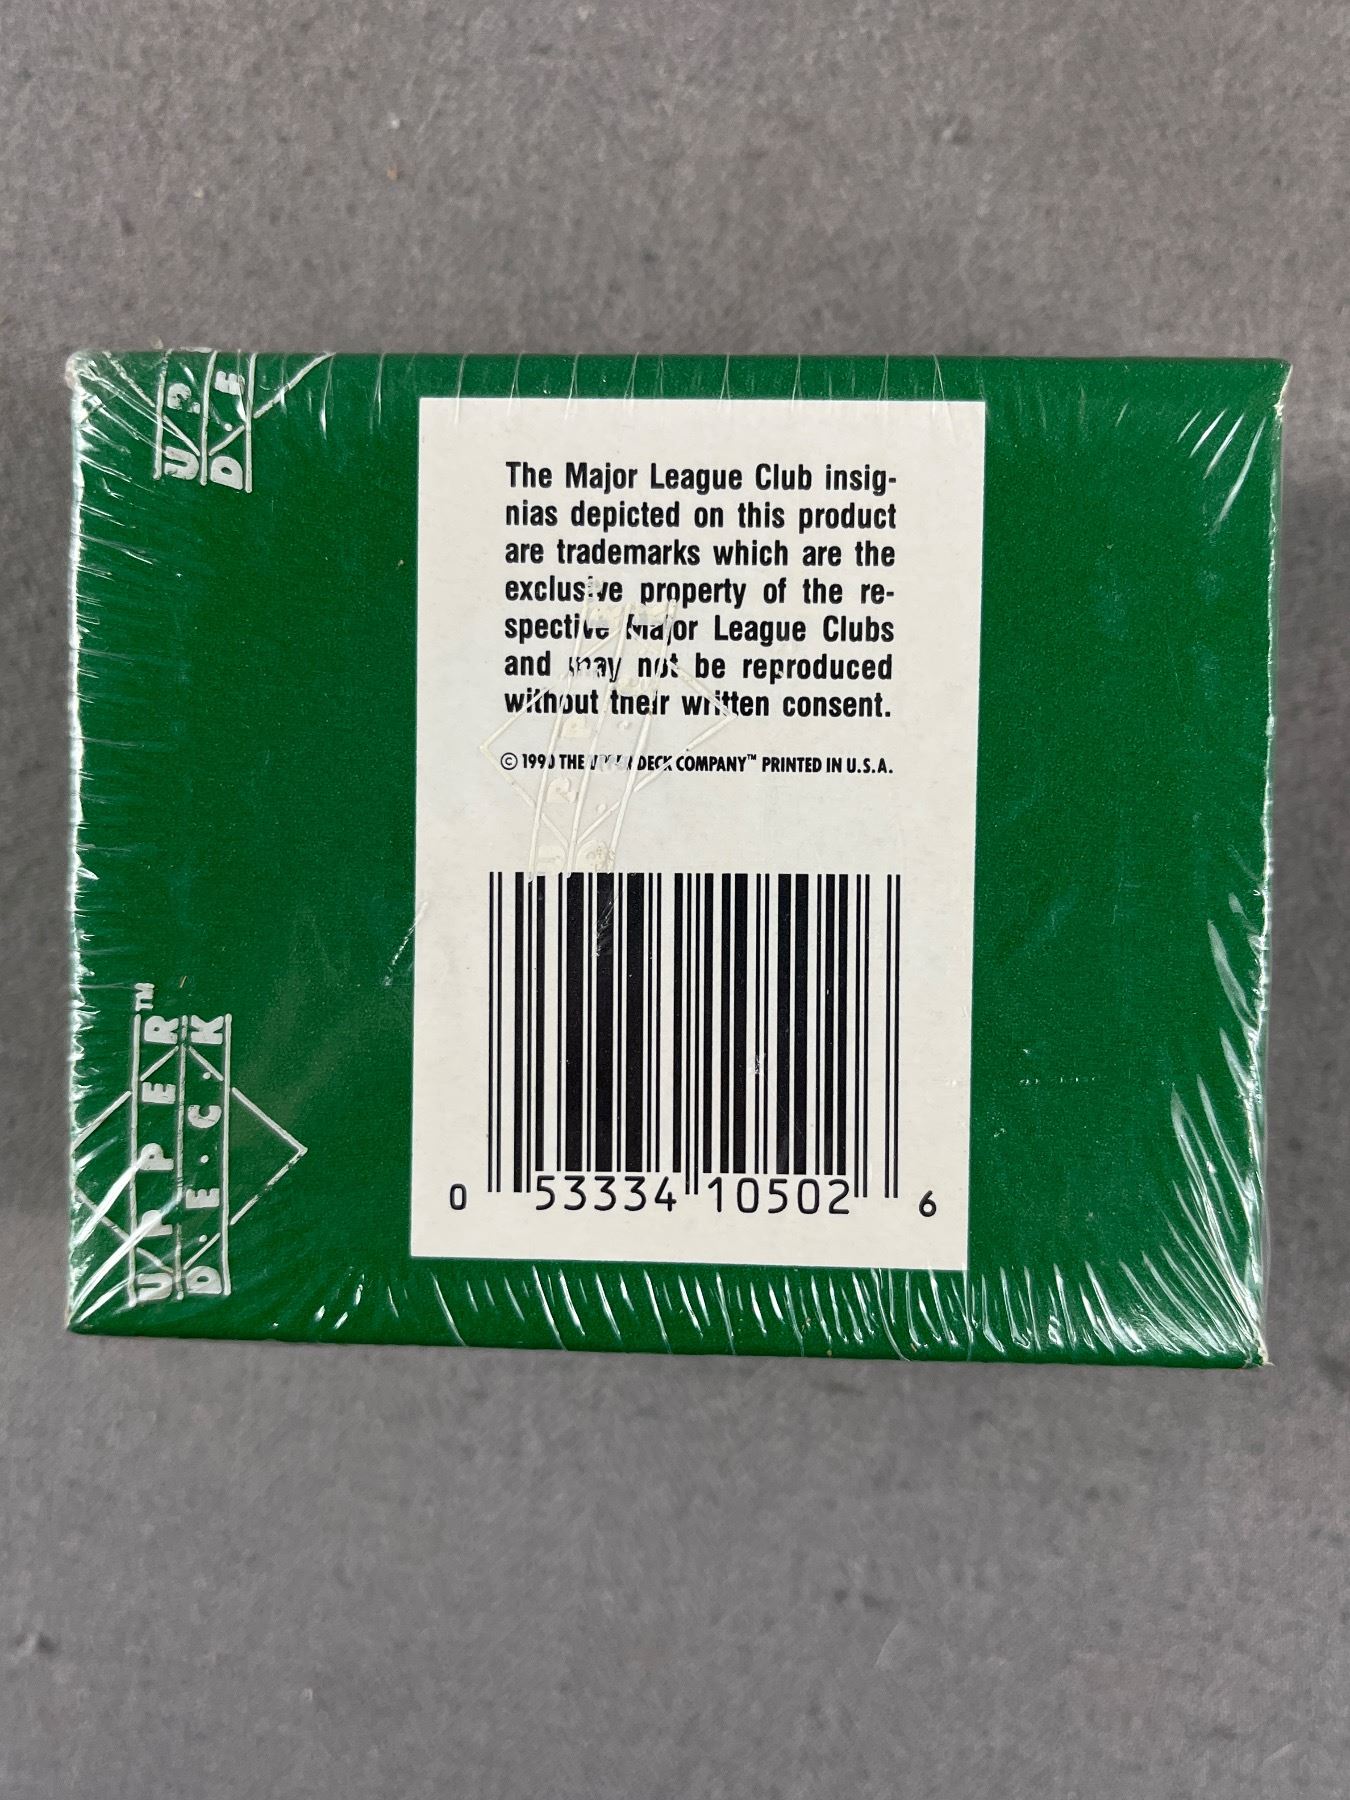 U P
D. E
The Major League Club insig-
nias depicted on this product
are trademarks which are the
exclusive property of the re-
spective Major League Clubs
and may not be reproduced
without their written consent.
© 1990 THE UPPER DECK COMPANY™ PRINTED IN U.S.A.
0 53334 10502 6
UPPER™
D.E.C.K